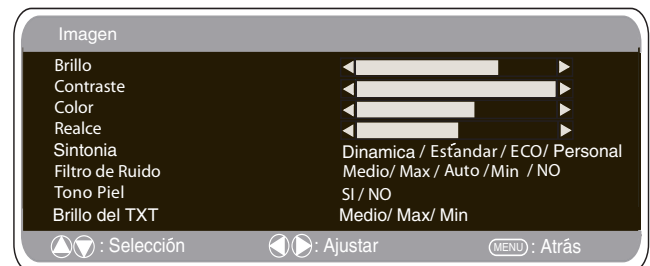 Imagen
Brillo
Contraste
Color
Realce
Sintonia Dinamica / Estándar / ECO/ Personal
Filtro de Ruido Medio/ Max / Auto /Min / NO
Tono Piel SI / NO
Brillo del TXT Medio/ Max/ Min
: Selección : Ajustar MENU : Atrás